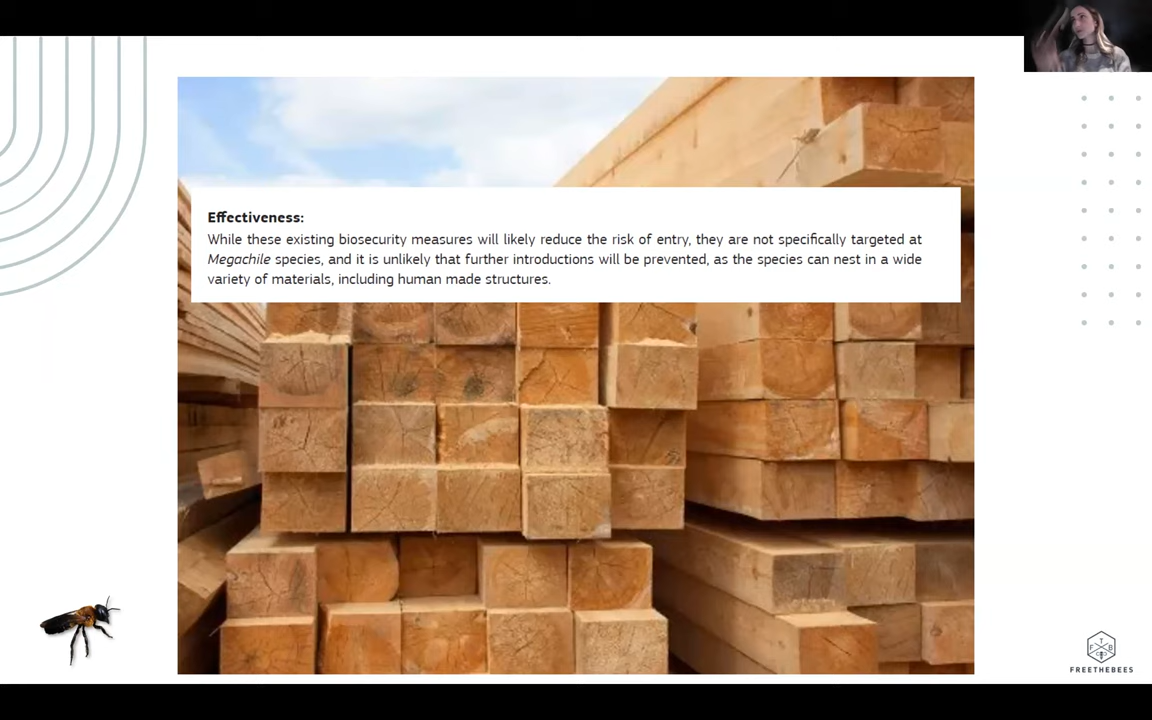 Effectiveness:
While these existing biosecurity measures will likely reduce the risk of entry, they are not specifically targeted at
Megachile species, and it is unlikely that further introductions will be prevented, as the species can nest in a wide
variety of materials, including human made structures.
F T B
FREETHEBEES